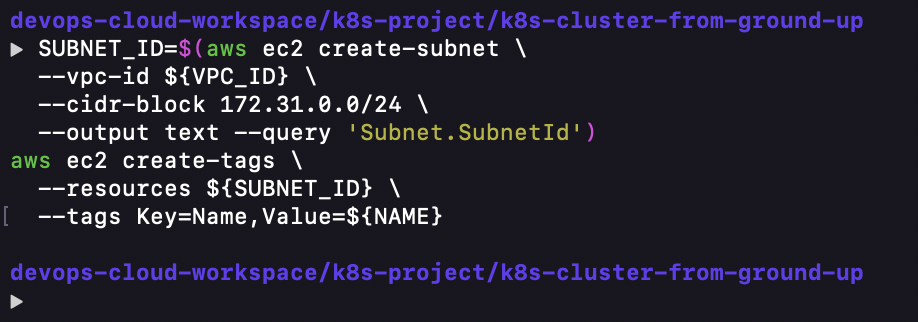 devops-cloud-workspace/k8s-project/k8s-cluster-from-ground-up
▶ SUBNET_ID=$(aws ec2 create-subnet \
  --vpc-id ${VPC_ID} \
  --cidr-block 172.31.0.0/24 \
  --output text --query 'Subnet.SubnetId')
aws ec2 create-tags \
  --resources ${SUBNET_ID} \
[ --tags Key=Name,Value=${NAME}
devops-cloud-workspace/k8s-project/k8s-cluster-from-ground-up
▶